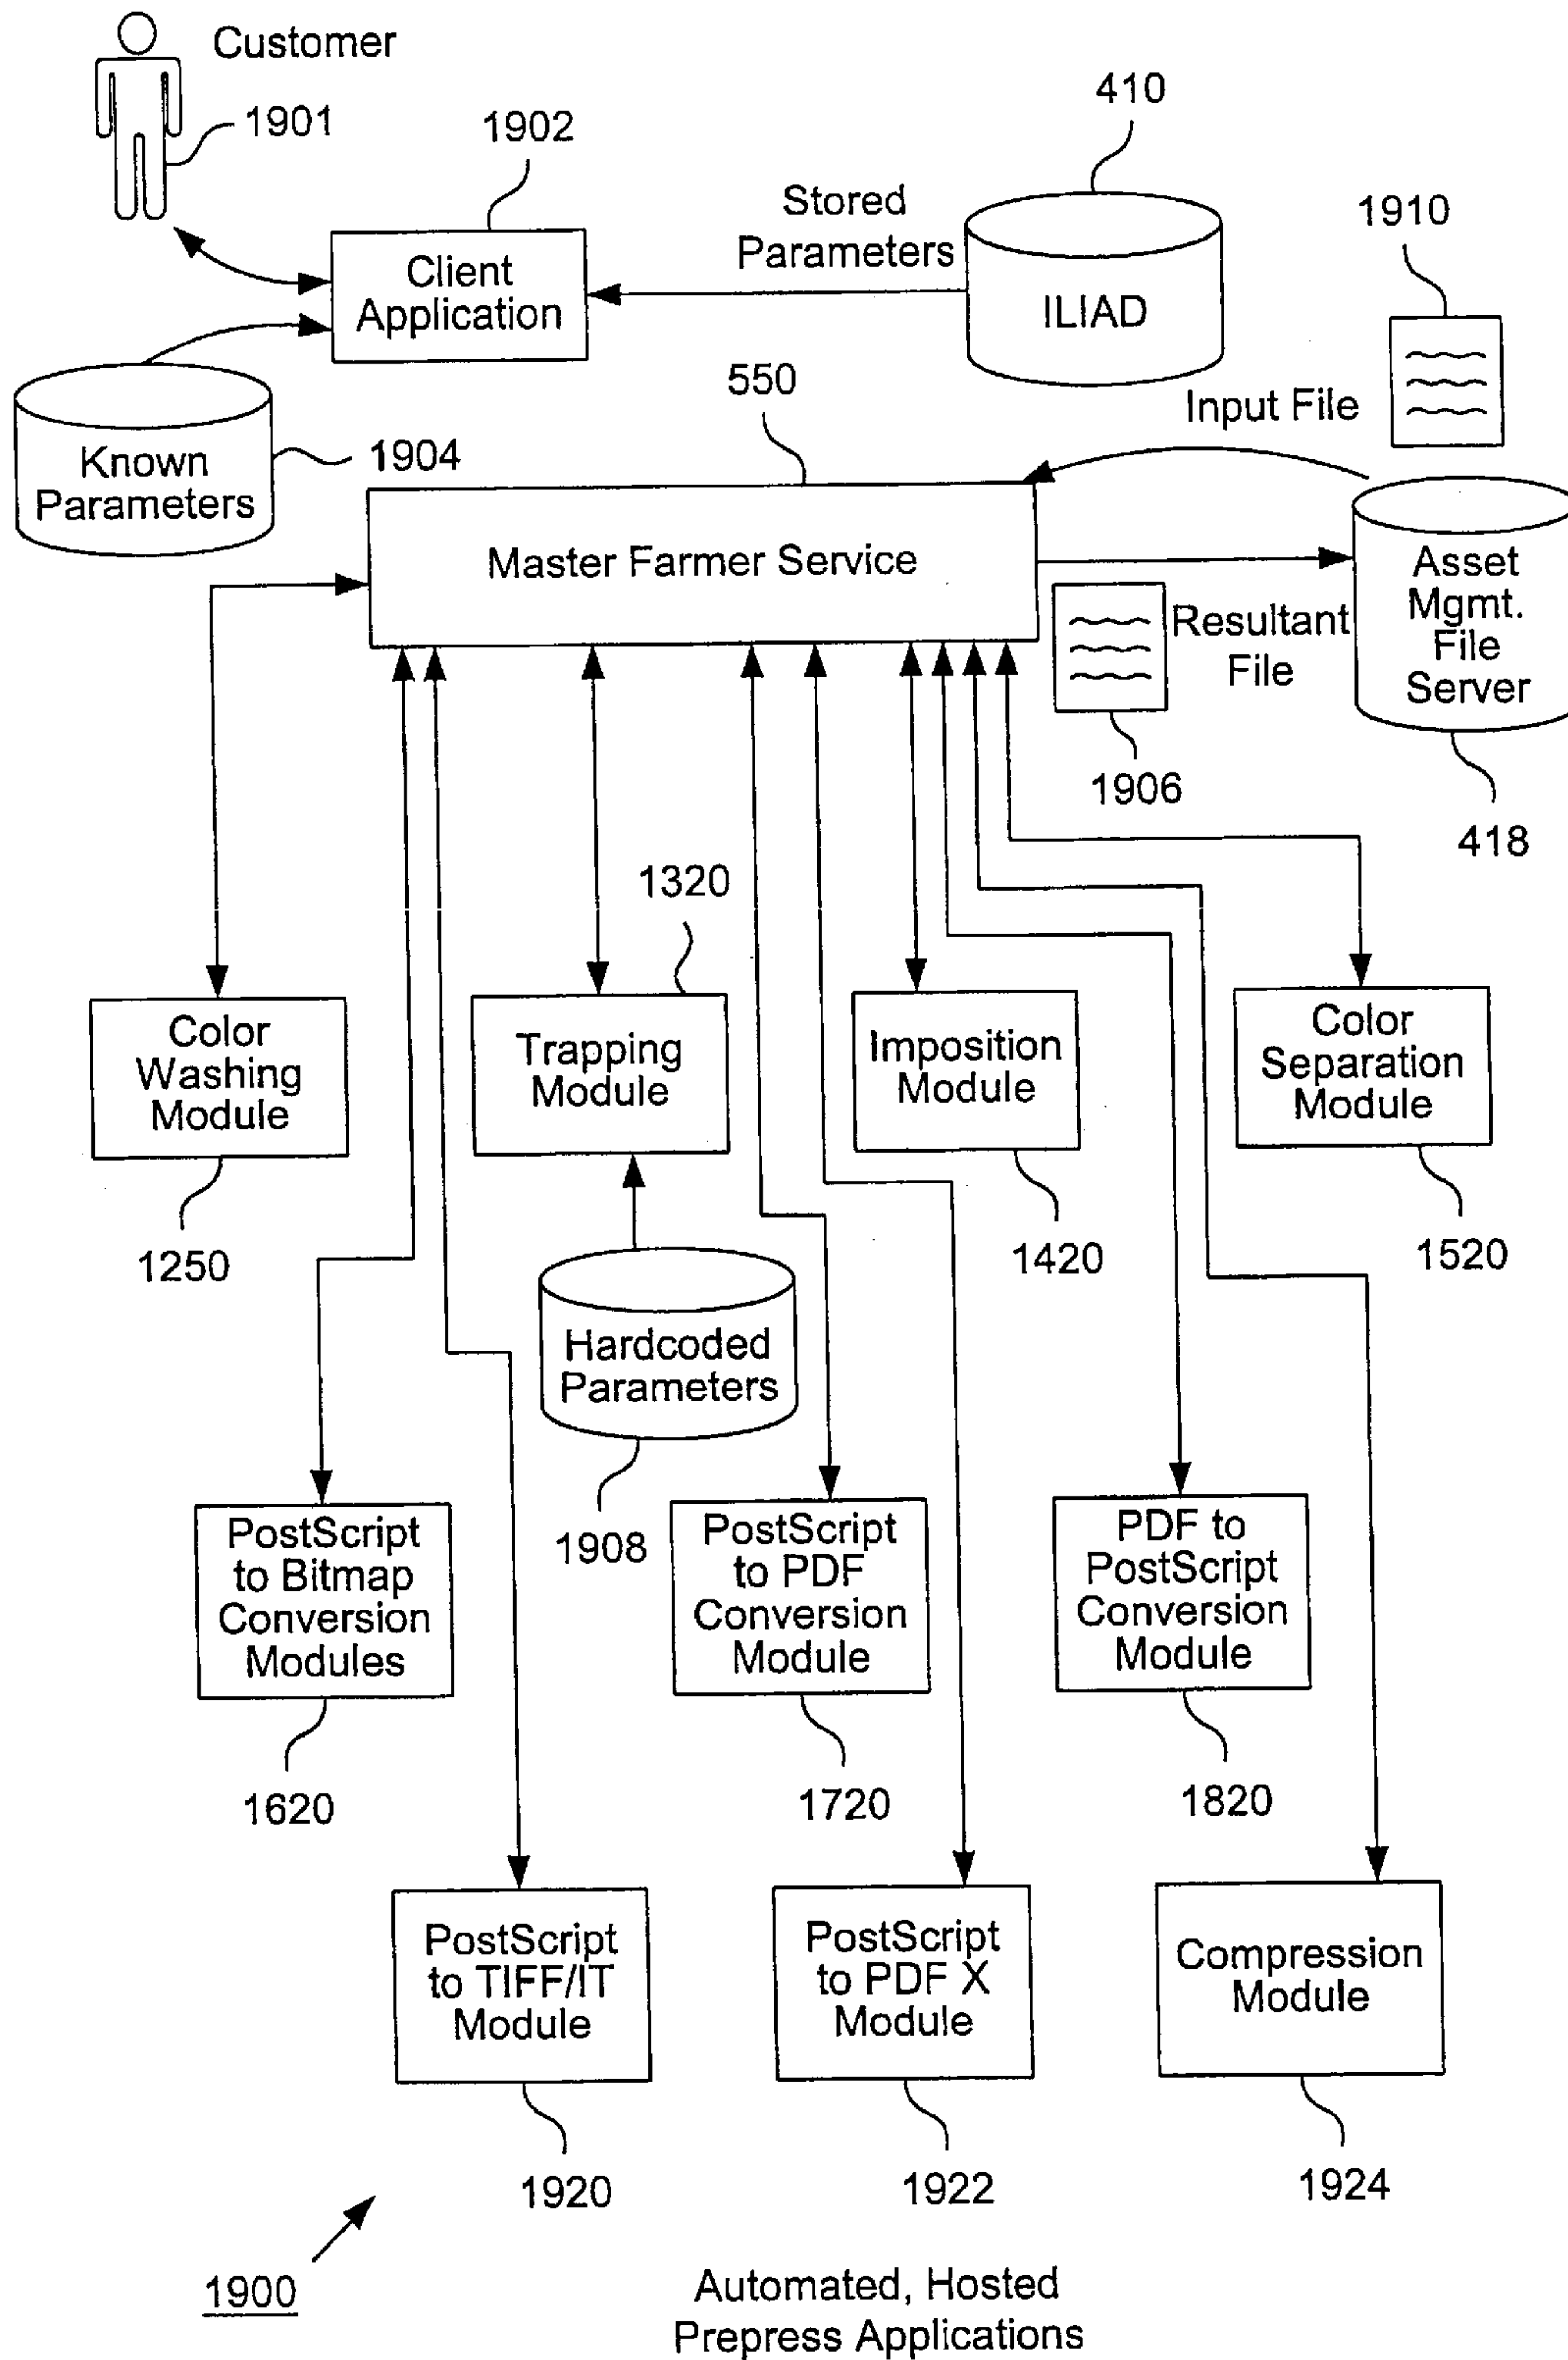 Customer
1901
1902
410
Stored
Parameters
1910
Client
Application
ILIAD
550
Input File
Known
Parameters
1904
Master Farmer Service
Asset
Mgmt.
File
Server
Resultant
File
1906
418
1320
Color
Washing
Module
Trapping
Module
Imposition
Module
Color
Separation
Module
1250
1420
1520
Hardcoded
Parameters
1908
PostScript
to Bitmap
Conversion
Modules
PostScript
to PDF
Conversion
Module
PDF to
PostScript
Conversion
Module
1620
1720
1820
PostScript
to TIFF/IT
Module
PostScript
to PDF X
Module
Compression
Module
1920
1922
1924
1900
Automated, Hosted
Prepress Applications